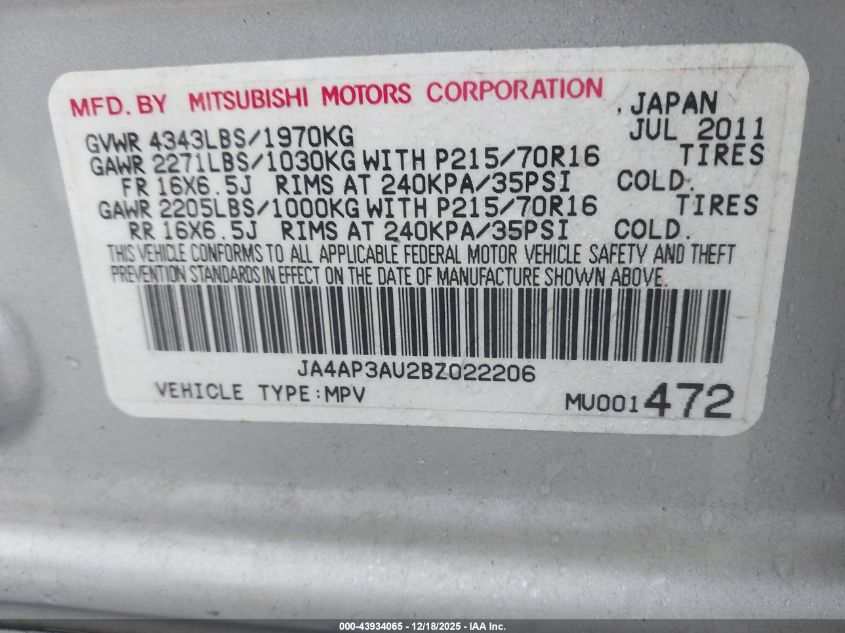 MFD. BY MITSUBISHI MOTORS CORPORATION , JAPAN
GVWR 4343LBS/1970KG JUL 2011
GAWR 2271LBS/1030KG WITH P215/70R16 TIRES
FR 16X6.5J RIMS AT 240KPA/35PSI COLD.
GAWR 2205LBS/1000KG WITH P215/70R16 TIRES
RR 16X6.5J RIMS AT 240KPA/35PSI COLD.
THIS VEHICLE CONFORMS TO ALL APPLICABLE FEDERAL MOTOR VEHICLE SAFETY AND THEFT
PREVENTION STANDARDS IN EFFECT ON THE DATE OF MANUFACTURE SHOWN ABOVE.
JA4AP3AU2BZ022206
VEHICLE TYPE:MPV MU001472
000-43934065 • 12/18/2025 • IAA Inc.